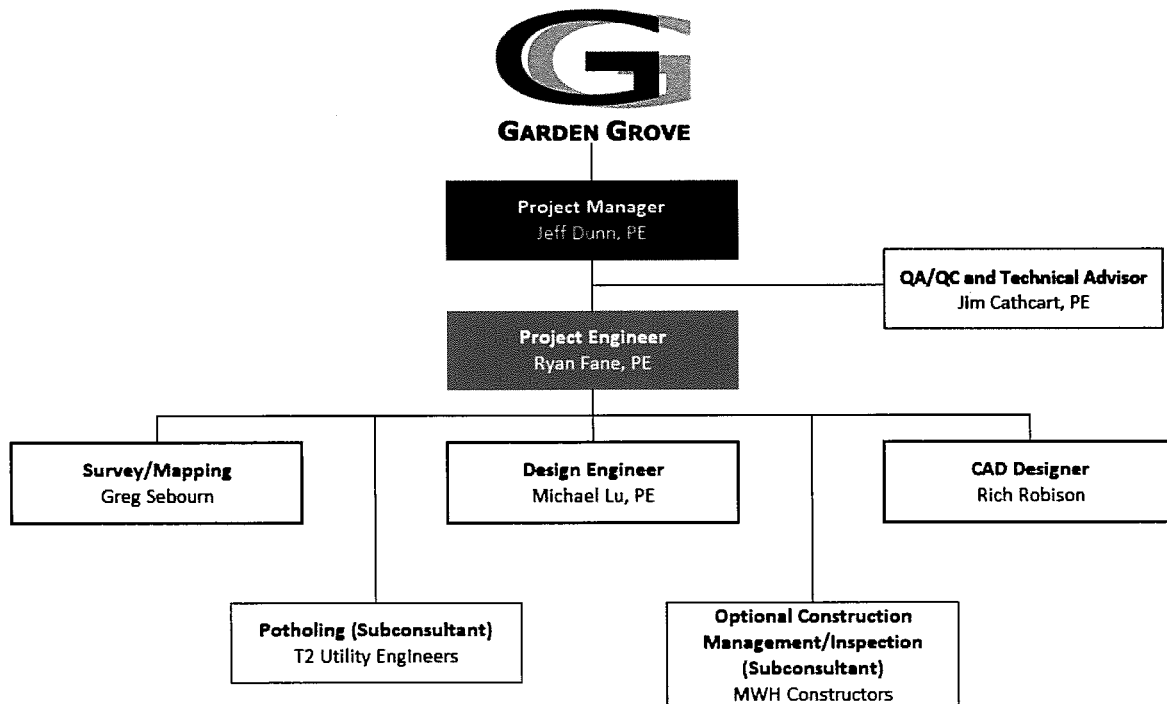 GG
GARDEN GROVE
Project Manager
Jeff Dunn, PE
QA/QC and Technical Advisor
Jim Cathcart, PE
Project Engineer
Ryan Fane, PE
Survey/Mapping
Greg Sebourn
Design Engineer
Michael Lu, PE
CAD Designer
Rich Robison
Potholing (Subconsultant)
T2 Utility Engineers
Optional Construction
Management/Inspection
(Subconsultant)
MWH Constructors